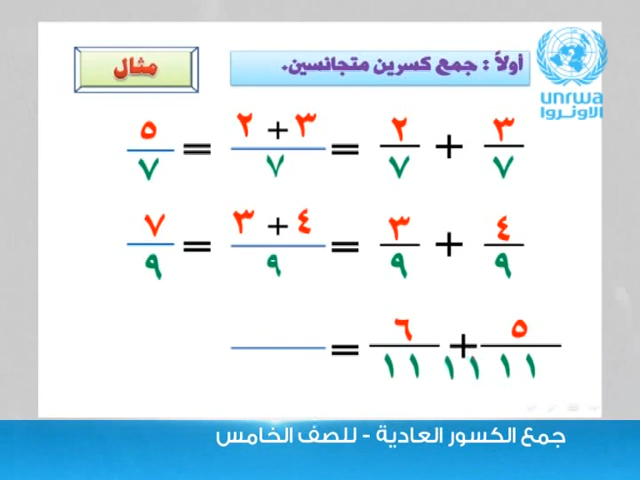 أولاً : جمع كسرين متجانسين.
مثال
unrwa
الاونروا
٣/٧ + ٢/٧ = ٣ + ٢/٧ = ٥/٧
٤/٩ + ٣/٩ = ٤ + ٣/٩ = ٧/٩
٥/١١ + ٦/١١ = ١١
جمع الكسور العادية - للصف الخامس